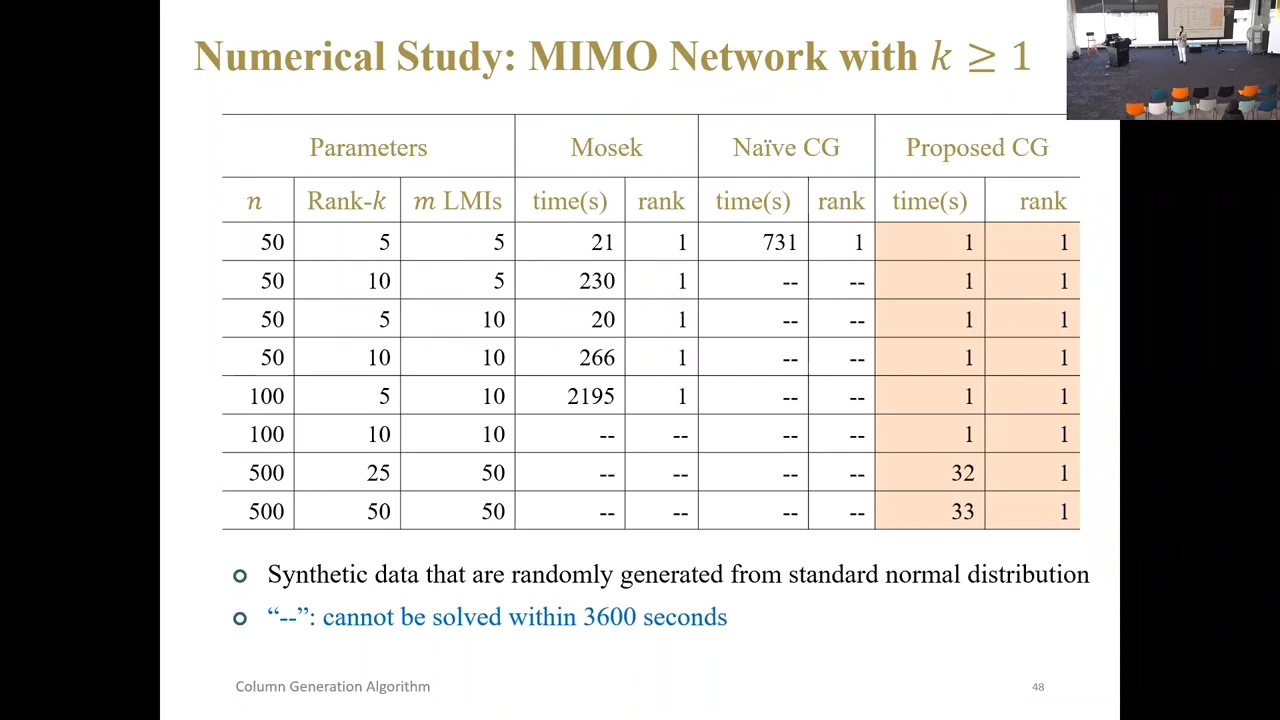 Numerical Study: MIMO Network with k ≥ 1
Parameters Mosek Naïve CG Proposed CG
n Rank-k m LMIs time(s) rank time(s) rank time(s) rank
50 5 5 21 1 731 1 1 1
50 10 5 230 1 -- -- 1 1
50 5 10 20 1 -- -- 1 1
50 10 10 266 1 -- -- 1 1
100 5 10 2195 1 -- -- 1 1
100 10 10 -- -- -- -- 1 1
500 25 50 -- -- -- -- 32 1
500 50 50 -- -- -- -- 33 1
Synthetic data that are randomly generated from standard normal distribution
“--”: cannot be solved within 3600 seconds
Column Generation Algorithm 48